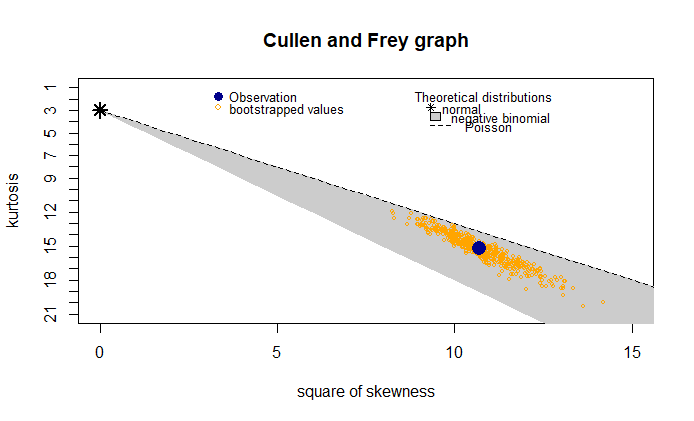 Cullen and Frey graph
Observation
bootstrapped values
Theoretical distributions
normal
negative binomial
Poisson
kurtosis
1
3
5
7
9
12
15
18
21
0
5
10
15
square of skewness